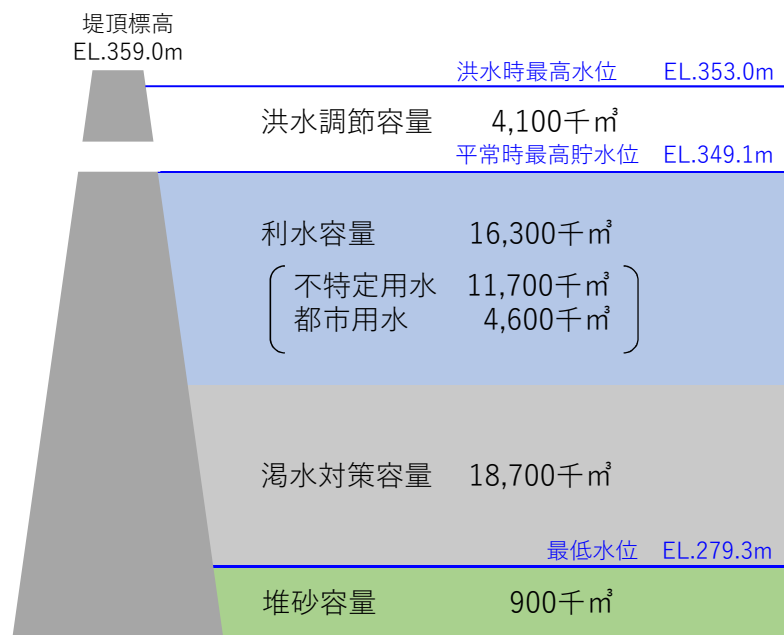 堤頂標高
EL.359.0m
洪水時最高水位 EL.353.0m
洪水調節容量 4,100千㎥
平常時最高貯水位 EL.349.1m
利水容量 16,300千㎥
不特定用水 11,700千㎥
都市用水 4,600千㎥
渇水対策容量 18,700千㎥
最低水位 EL.279.3m
堆砂容量 900千㎥